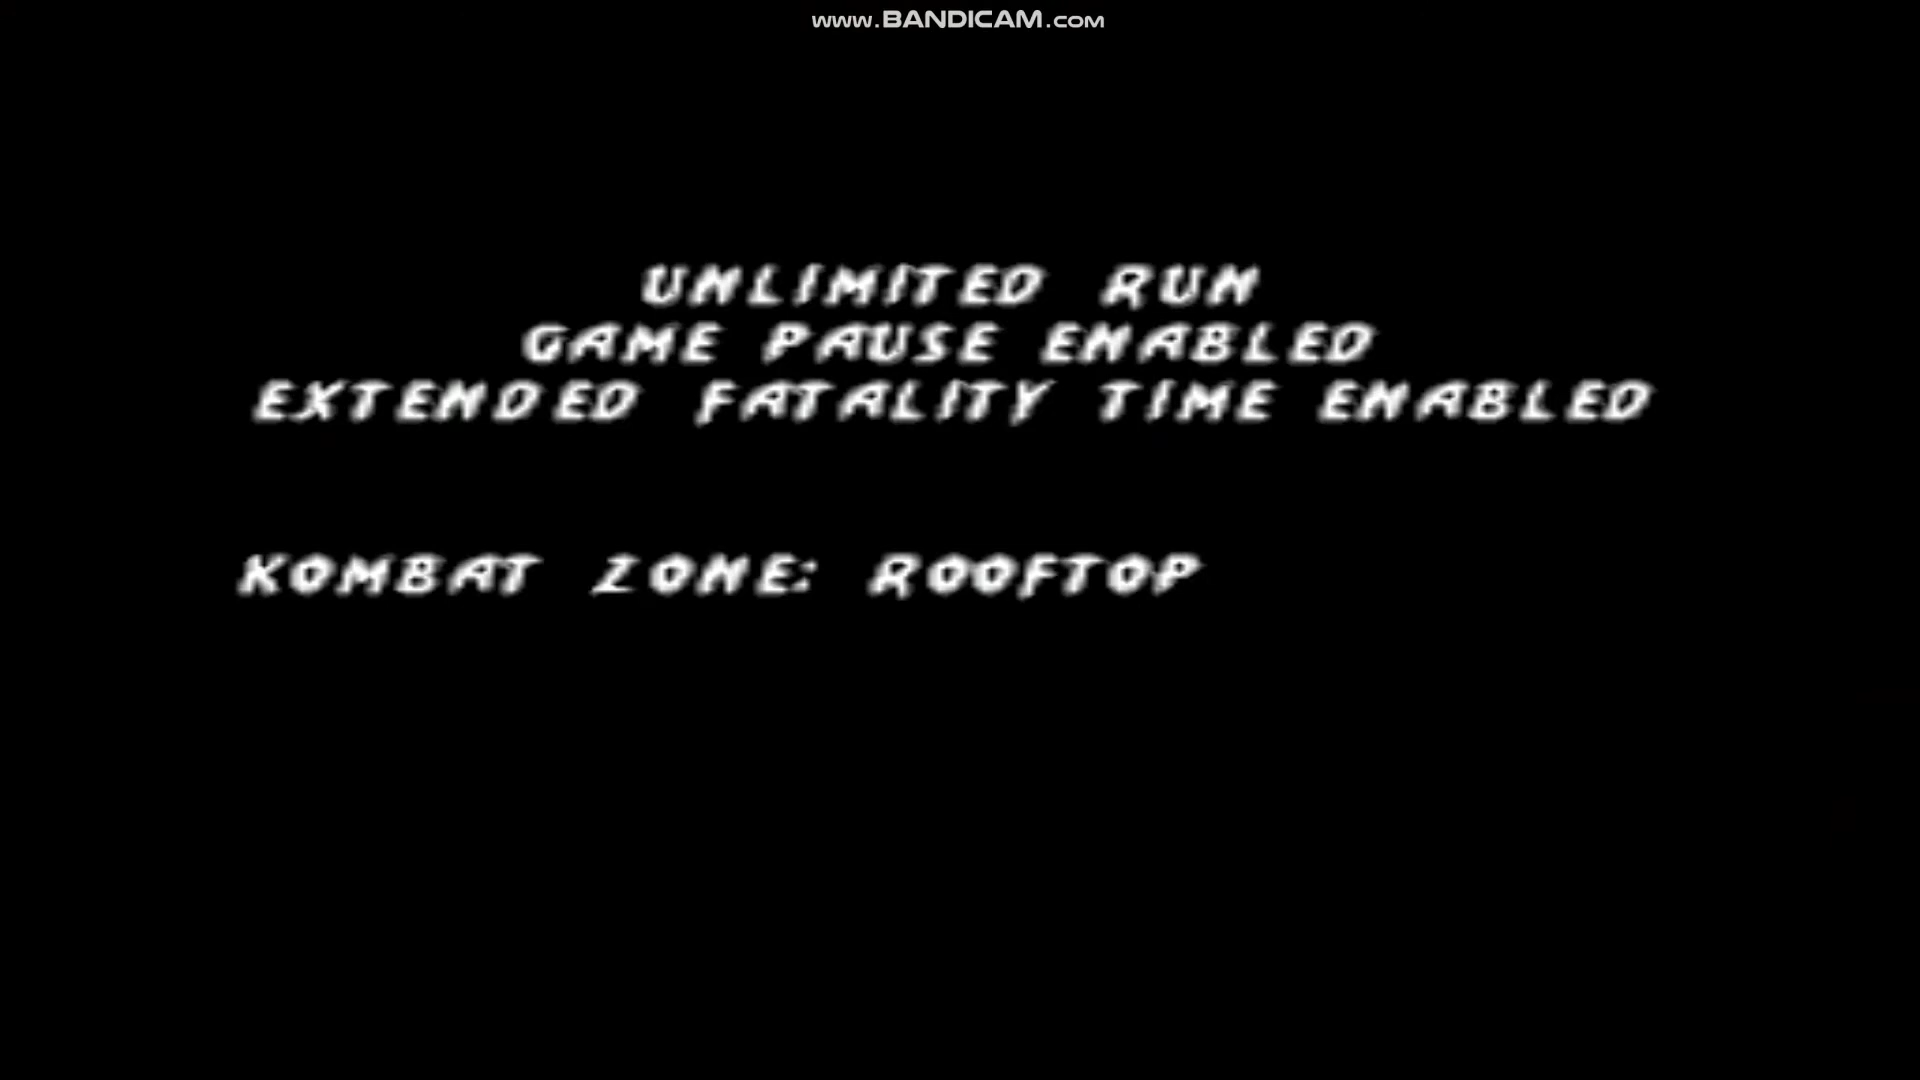 www.BANDICAM.com
UNLIMITED RUN
GAME PAUSE ENABLED
EXTENDED FATALITY TIME ENABLED
KOMBAT ZONE: ROOFTOP